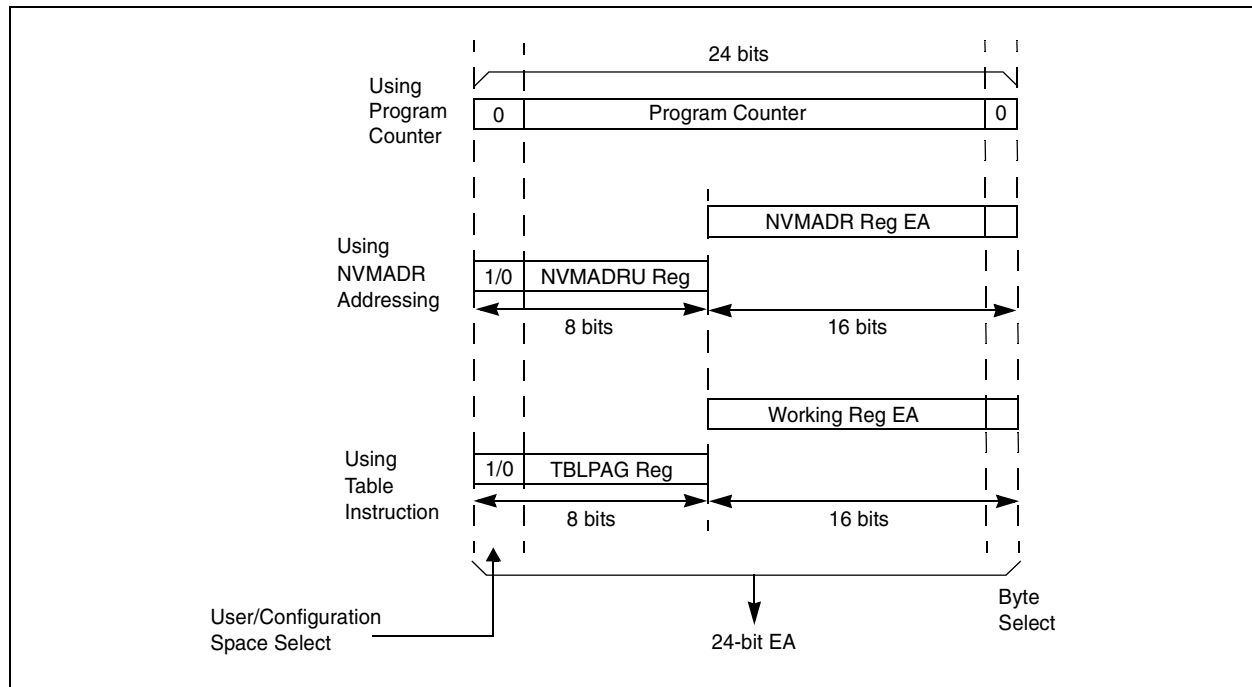 24 bits
Using
Program
Counter
0
Program Counter
0
NVMADR Reg EA
Using
NVMADR
Addressing
1/0
NVMADRU Reg
8 bits
16 bits
Working Reg EA
Using
Table
Instruction
1/0
TBLPAG Reg
8 bits
16 bits
User/Configuration
Space Select
24-bit EA
Byte
Select